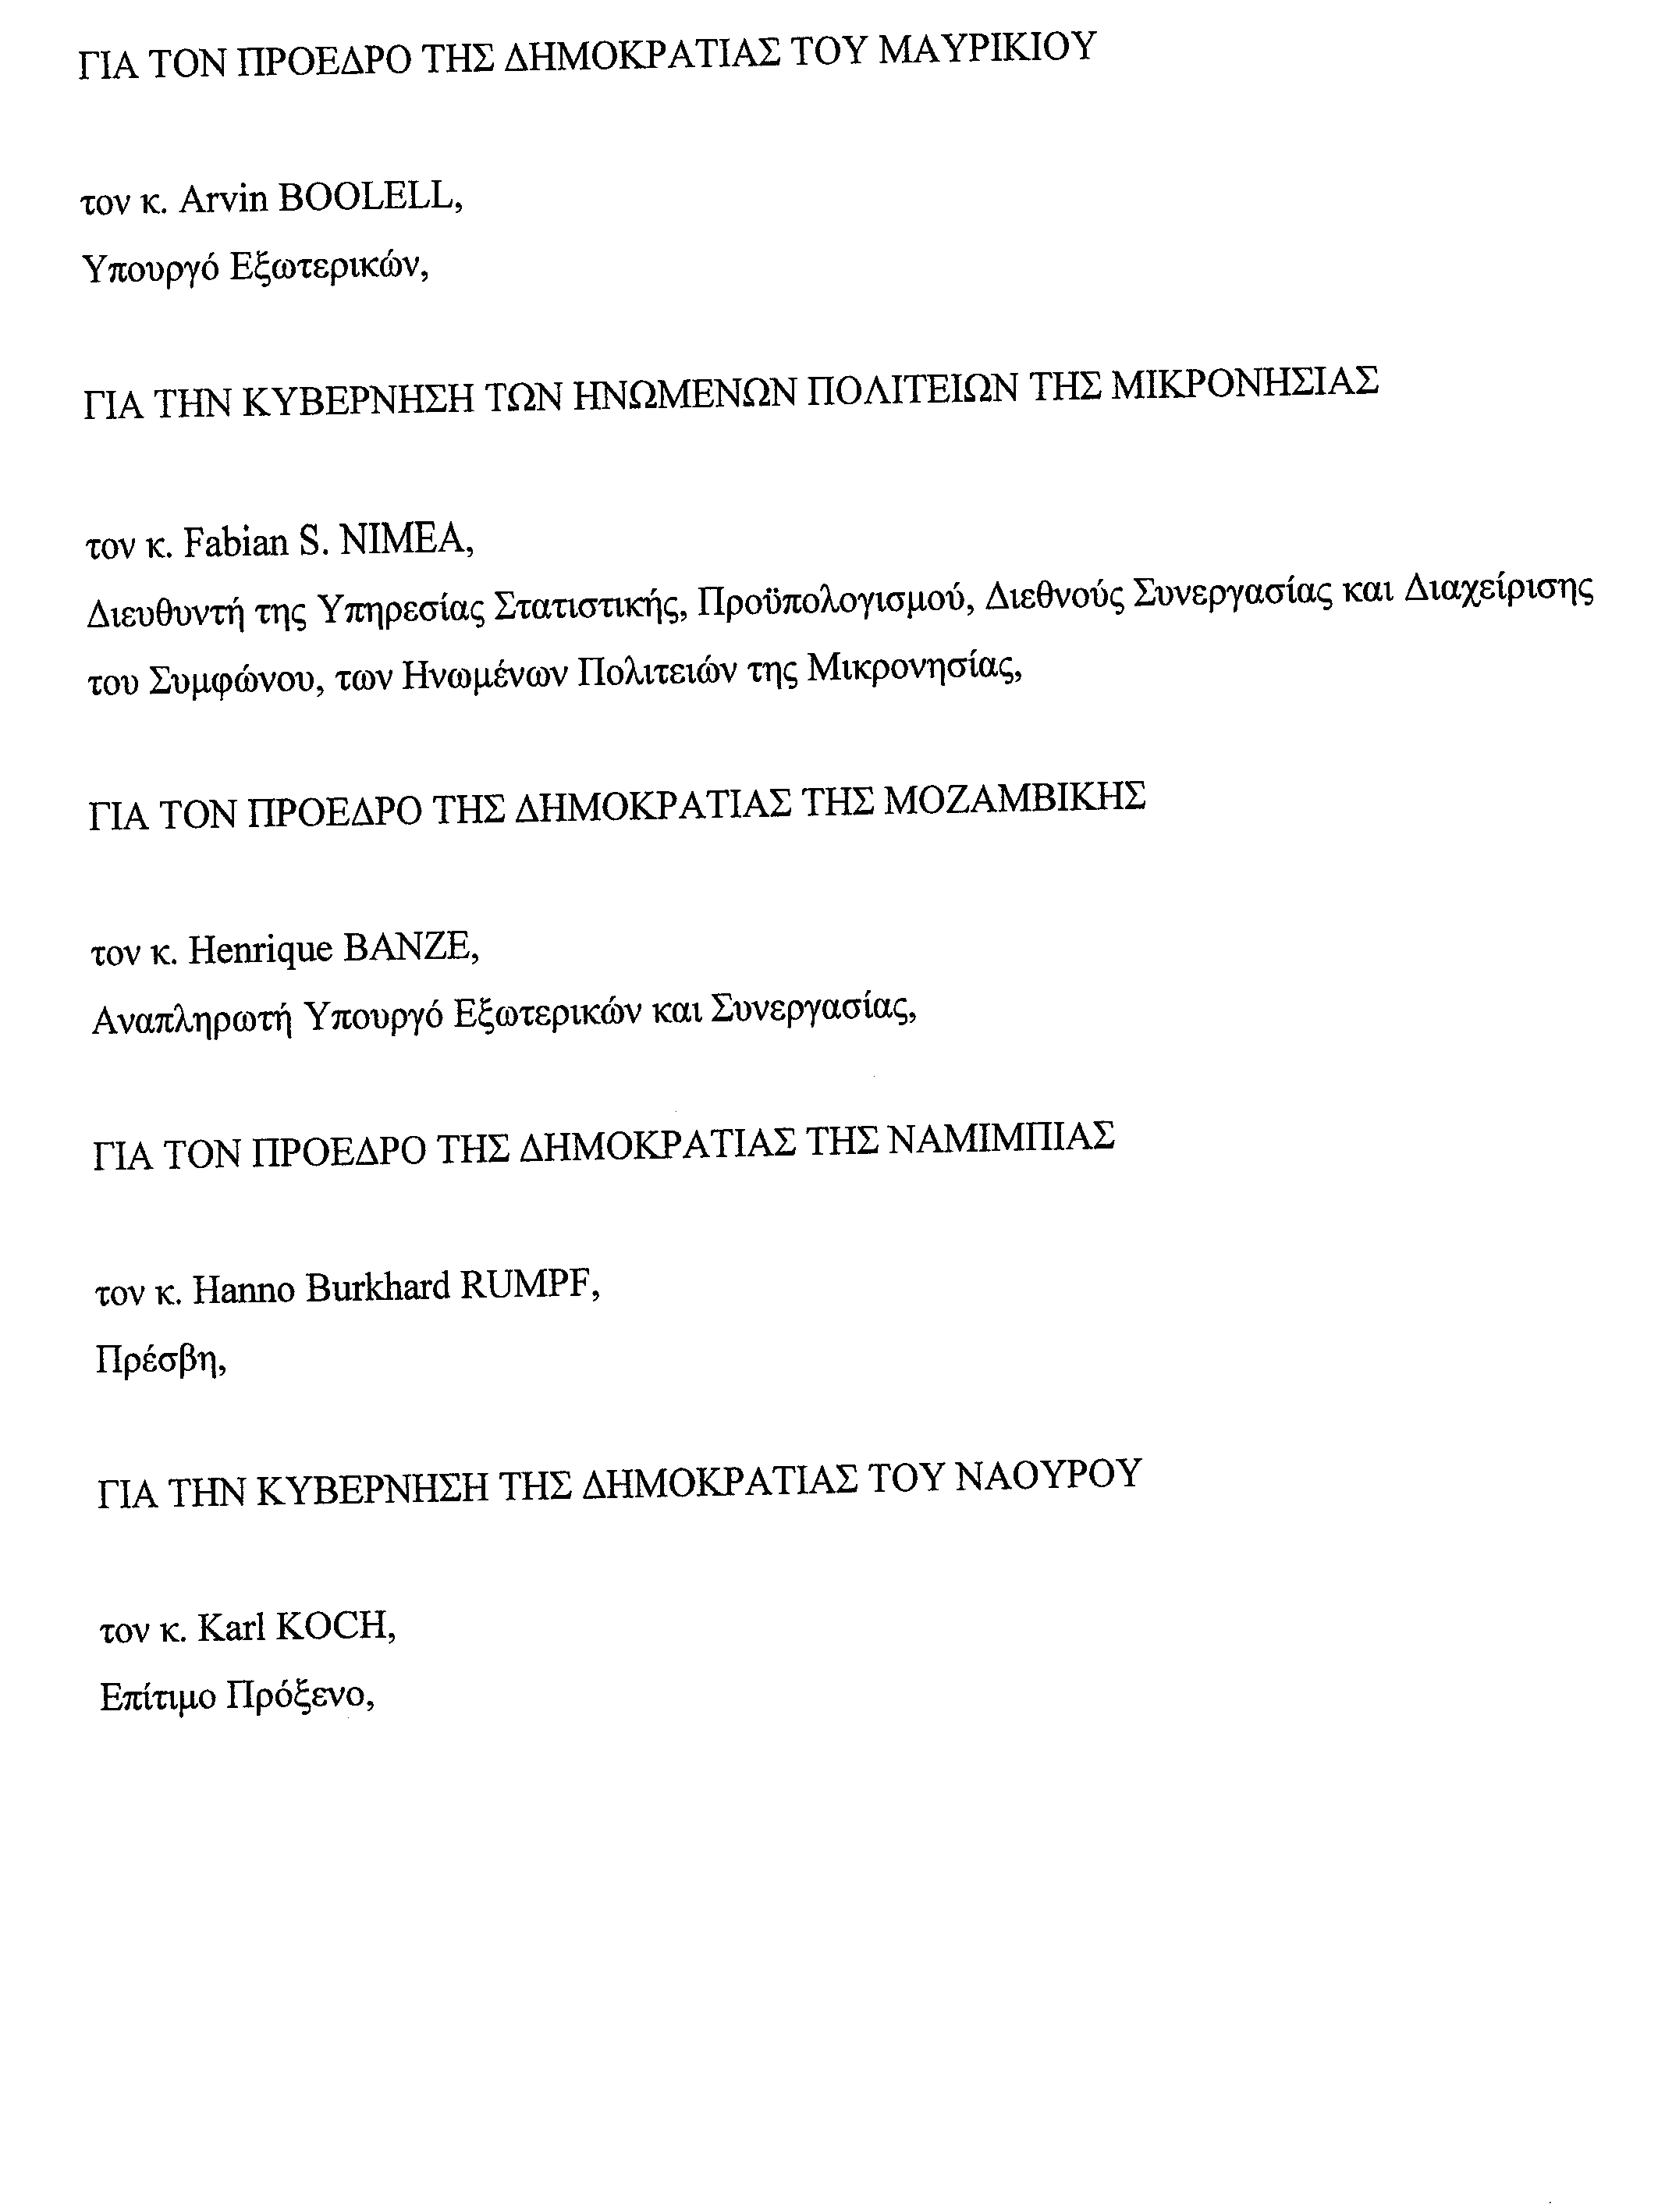 ΓΙΑ ΤΟΝ ΠΡΟΕΔΡΟ ΤΗΣ ΔΗΜΟΚΡΑΤΙΑΣ ΤΟΥ ΜΑΥΡΙΚΙΟΥ
τον κ. Arvin BOOLELL,
Υπουργό Εξωτερικών,
ΓΙΑ ΤΗΝ ΚΥΒΕΡΝΗΣΗ ΤΩΝ ΗΝΩΜΕΝΩΝ ΠΟΛΙΤΕΙΩΝ ΤΗΣ ΜΙΚΡΟΝΗΣΙΑΣ
τον κ. Fabian S. NIMEA,
Διευθυντή της Υπηρεσίας Στατιστικής, Προϋπολογισμού, Διεθνούς Συνεργασίας και Διαχείρισης
του Συμφώνου, των Ηνωμένων Πολιτειών της Μικρονησίας,
ΓΙΑ ΤΟΝ ΠΡΟΕΔΡΟ ΤΗΣ ΔΗΜΟΚΡΑΤΙΑΣ ΤΗΣ ΜΟΖΑΜΒΙΚΗΣ
τον κ. Henrique BANZE,
Αναπληρωτή Υπουργό Εξωτερικών και Συνεργασίας,
ΓΙΑ ΤΟΝ ΠΡΟΕΔΡΟ ΤΗΣ ΔΗΜΟΚΡΑΤΙΑΣ ΤΗΣ ΝΑΜΙΜΠΙΑΣ
τον κ. Hanno Burkhard RUMPF,
Πρέσβη,
ΓΙΑ ΤΗΝ ΚΥΒΕΡΝΗΣΗ ΤΗΣ ΔΗΜΟΚΡΑΤΙΑΣ ΤΟΥ ΝΑΟΥΡΟΥ
τον κ. Karl KOCH,
Επίτιμο Πρόξενο,